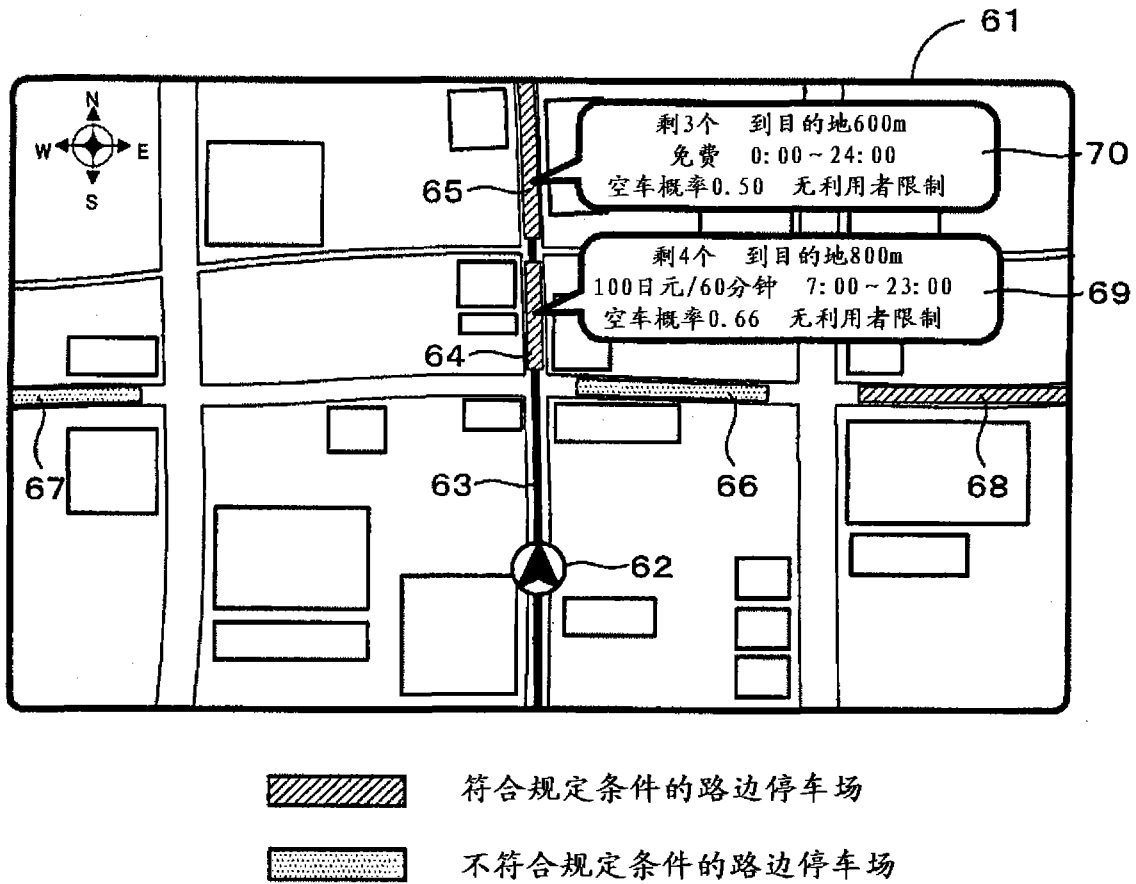 61
N
W E
S
剩3个 到目的地600m
免费 0:00~24:00
空车概率0.50 无利用者限制
70
65
剩4个 到目的地800m
100日元/60分钟 7:00~23:00
空车概率0.66 无利用者限制
69
64
67
63
66
68
62
符合规定条件的路边停车场
不符合规定条件的路边停车场